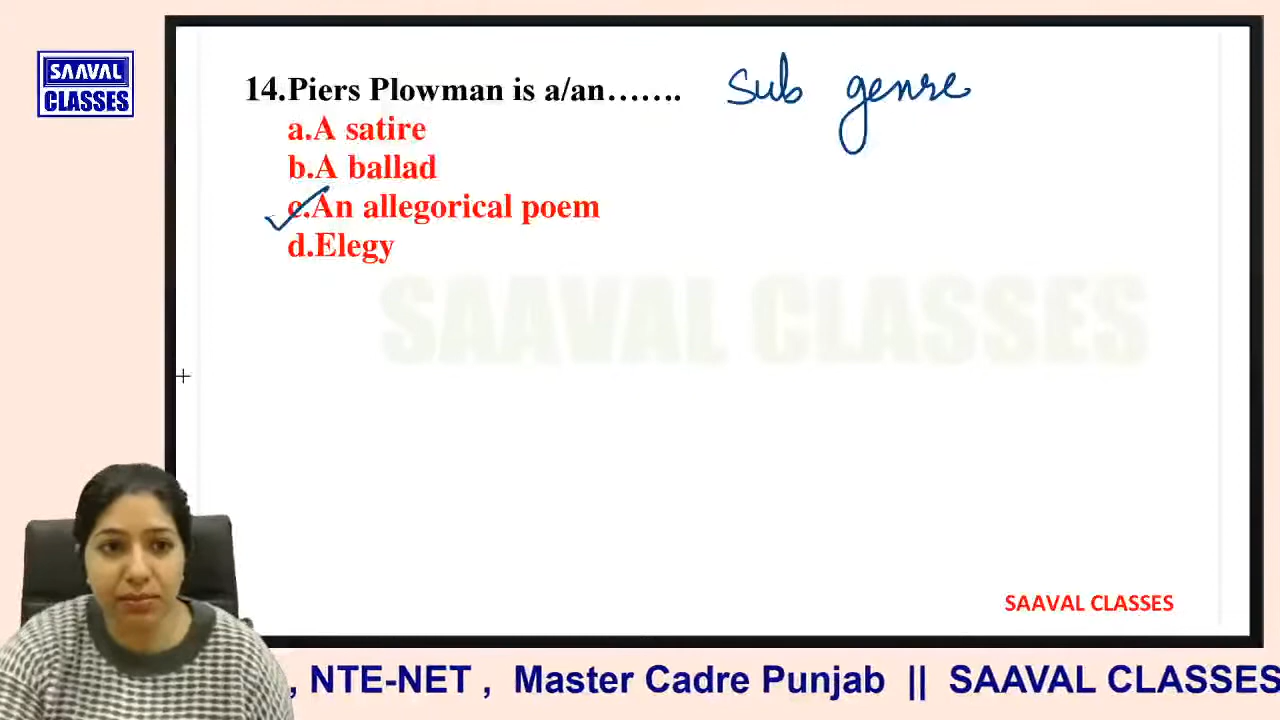 SAAVAL
CLASSES
14.Piers Plowman is a/an……. Sub genre
a.A satire
b.A ballad
c.An allegorical poem
d.Elegy
SAAVAL CLASSES
SAAVAL CLASSES
, NTE-NET , Master Cadre Punjab || SAAVAL CLASSES